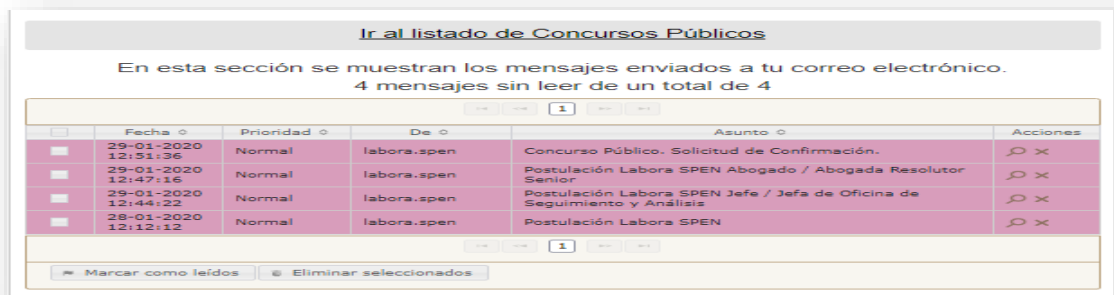 Ir al listado de Concursos Públicos
En esta sección se muestran los mensajes enviados a tu correo electrónico.
4 mensajes sin leer de un total de 4
1
Fecha Prioridad De Asunto Acciones
29-01-2020
12:51:36 Normal labora.spen Concurso Público. Solicitud de Confirmación.
29-01-2020
12:47:16 Normal labora.spen Postulación Labora SPEN Abogado / Abogada Resolutor
Senior
29-01-2020
12:44:22 Normal labora.spen Postulación Labora SPEN Jefe / Jefa de Oficina de
Seguimiento y Análisis
28-01-2020
12:12:12 Normal labora.spen Postulación Labora SPEN
1
Marcar como leídos Eliminar seleccionados